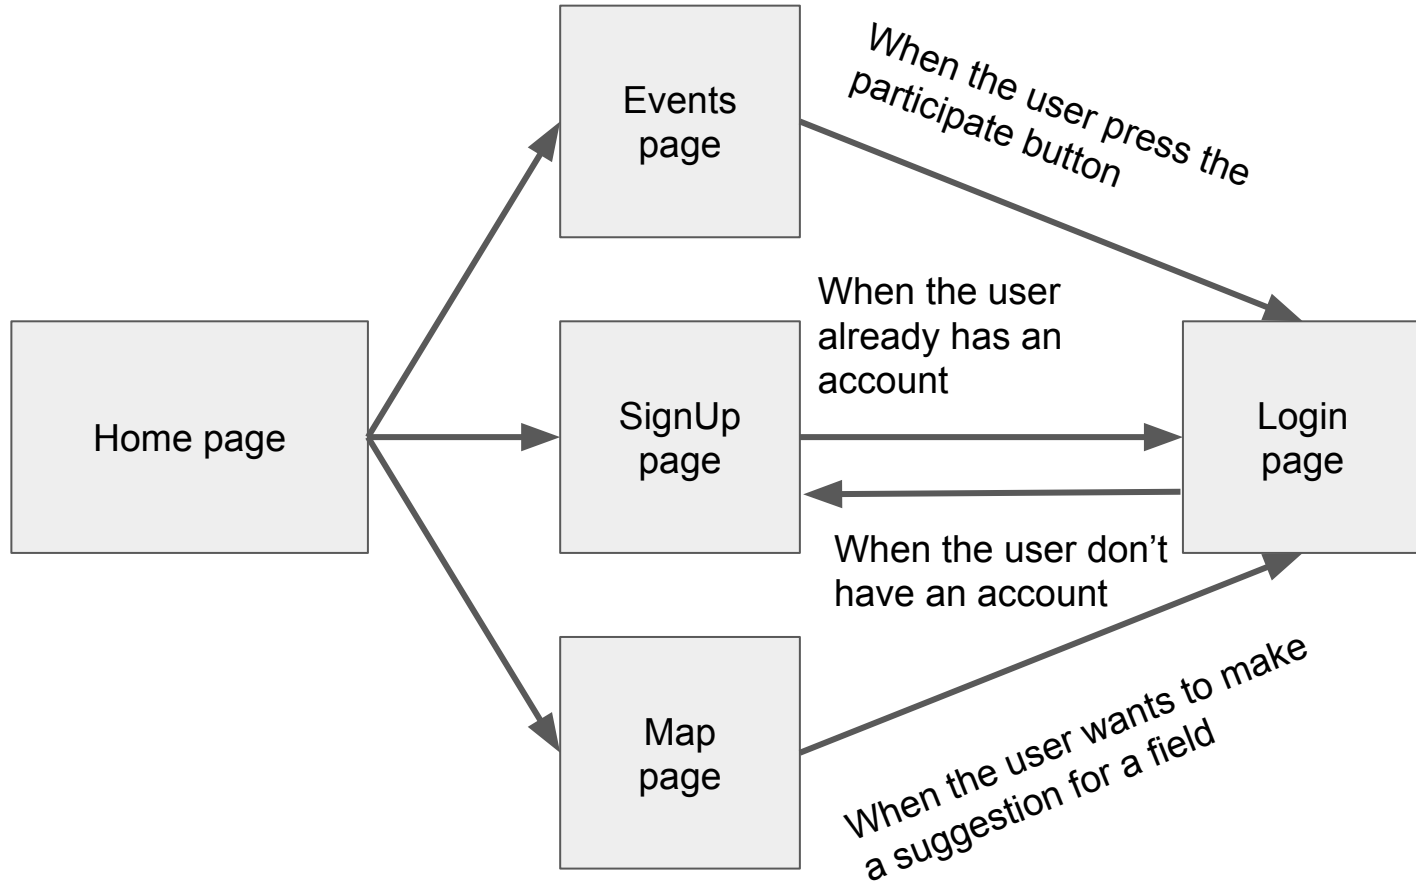 Events
page
When the user press the
participate button
Home page
SignUp
page
When the user
already has an
account
Login
page
When the user don’t
have an account
Map
page
When the user wants to make
a suggestion for a field